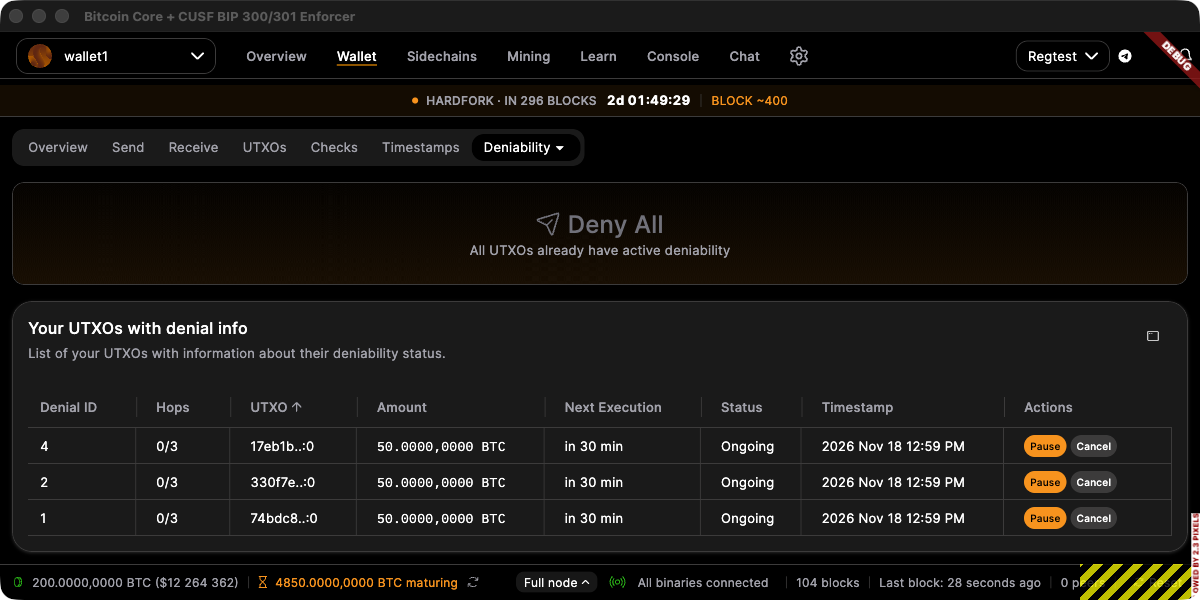 Bitcoin Core + CUSF BIP 300/301 Enforcer
wallet1 Overview Wallet Sidechains Mining Learn Console Chat Regtest DEBUG
HARDFORK · IN 296 BLOCKS 2d 01:49:29 BLOCK ~400
Overview Send Receive UTXOs Checks Timestamps Deniability
Deny All
All UTXOs already have active deniability
Your UTXOs with denial info
List of your UTXOs with information about their deniability status.
Denial ID Hops UTXO Amount Next Execution Status Timestamp Actions
4 0/3 17eb1b..:0 50.0000,0000 BTC in 30 min Ongoing 2026 Nov 18 12:59 PM Pause Cancel
2 0/3 330f7e..:0 50.0000,0000 BTC in 30 min Ongoing 2026 Nov 18 12:59 PM Pause Cancel
1 0/3 74bdc8..:0 50.0000,0000 BTC in 30 min Ongoing 2026 Nov 18 12:59 PM Pause Cancel
200.0000,0000 BTC ($12 264 362) 4850.0000,0000 BTC maturing Full node All binaries connected 104 blocks Last block: 28 seconds ago 0
OWED BY 2.3 PIXELS